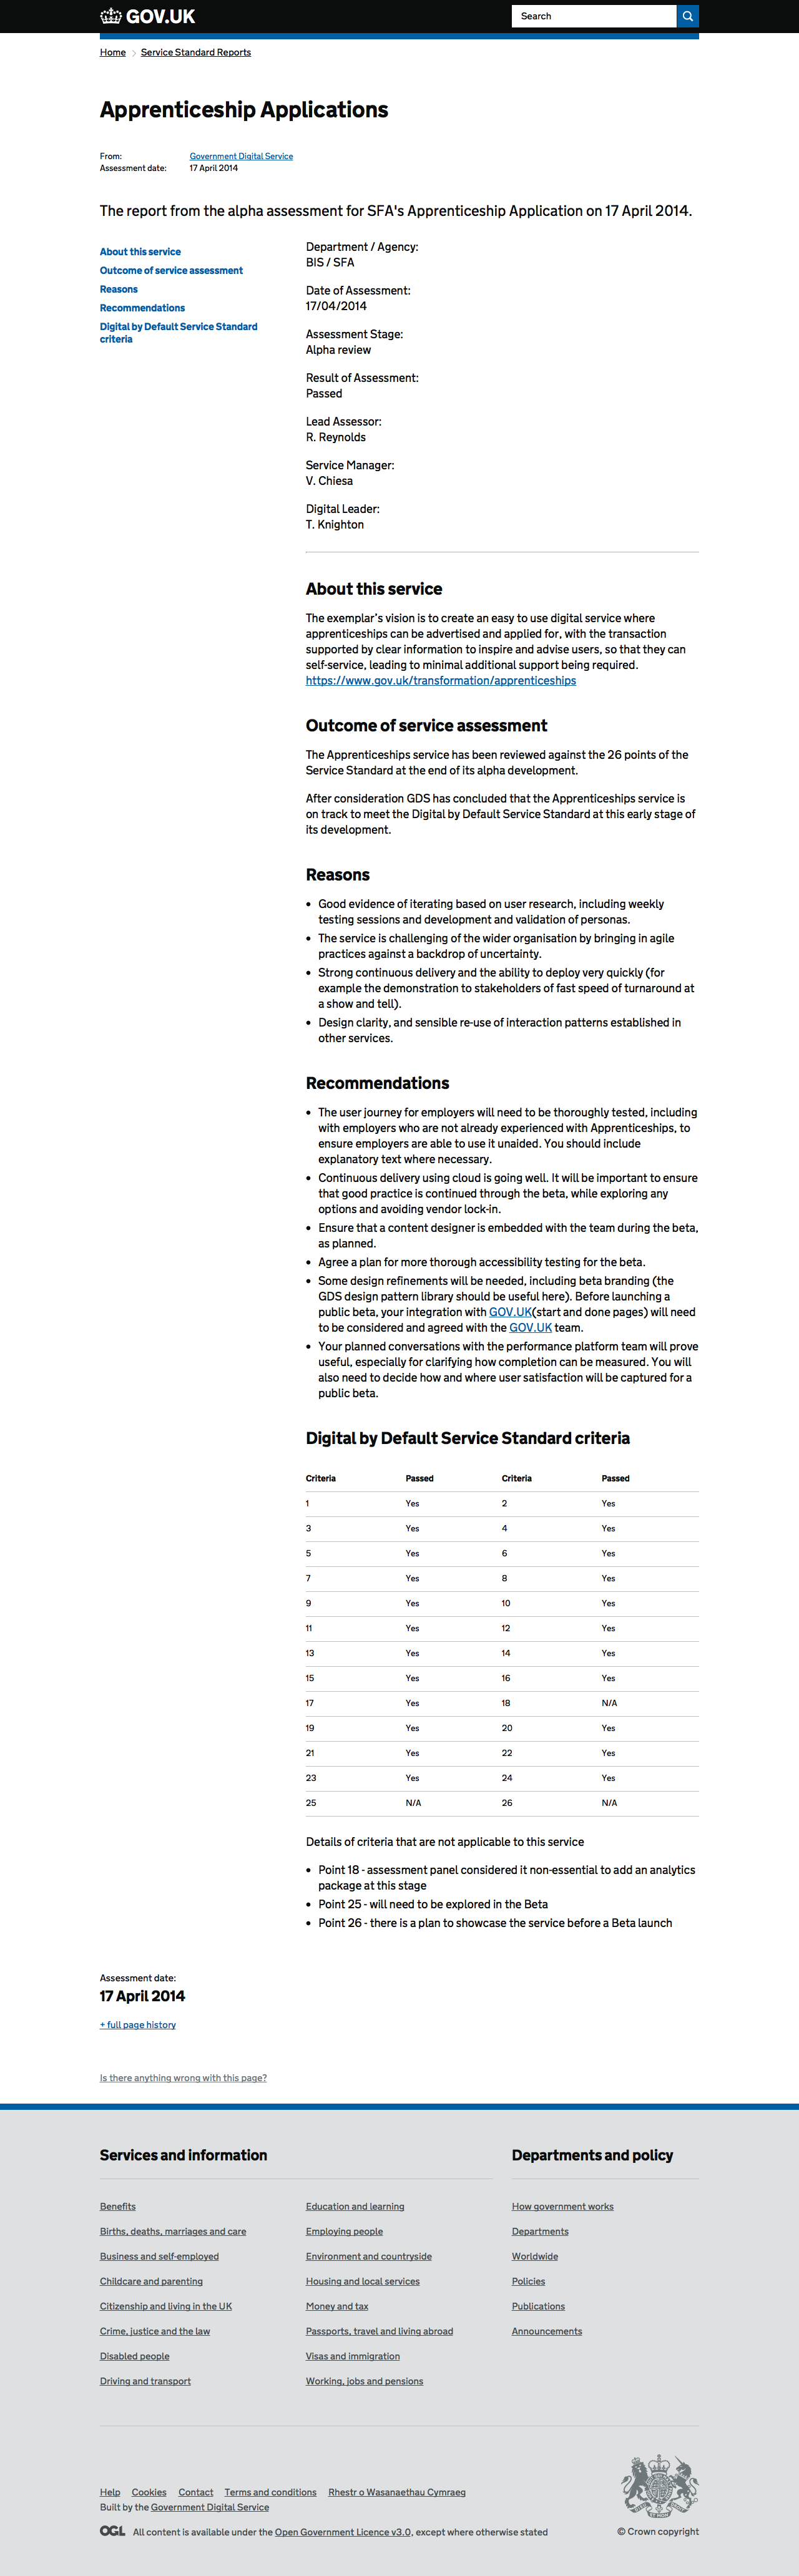 GOV.UK
Search
Home
Service Standard Reports
Apprenticeship Applications
From:
Government Digital Service
Assessment date:
17 April 2014
The report from the alpha assessment for SFA's Apprenticeship Application on 17 April 2014.
About this service
Outcome of service assessment
Reasons
Recommendations
Digital by Default Service Standard
criteria
Department / Agency:
BIS / SFA
Date of Assessment:
17/04/2014
Assessment Stage:
Alpha review
Result of Assessment:
Passed
Lead Assessor:
R. Reynolds
Service Manager:
V. Chiesa
Digital Leader:
T. Knighton
About this service
The exemplar's vision is to create an easy to use digital service where
apprenticeships can be advertised and applied for, with the transaction
supported by clear information to inspire and advise users, so that they can
self-service, leading to minimal additional support being required.
https://www.gov.uk/transformation/apprenticeships
Outcome of service assessment
The Apprenticeships service has been reviewed against the 26 points of the
Service Standard at the end of its alpha development.
After consideration GDS has concluded that the Apprenticeships service is
on track to meet the Digital by Default Service Standard at this early stage of
its development.
Reasons
• Good evidence of iterating based on user research, including weekly
testing sessions and development and validation of personas.
• The service is challenging of the wider organisation by bringing in agile
practices against a backdrop of uncertainty.
• Strong continuous delivery and the ability to deploy very quickly (for
example the demonstration to stakeholders of fast speed of turnaround at
a show and tell).
• Design clarity, and sensible re-use of interaction patterns established in
other services.
Recommendations
• The user journey for employers will need to be thoroughly tested, including
with employers who are not already experienced with Apprenticeships, to
ensure employers are able to use it unaided. You should include
explanatory text where necessary.
• Continuous delivery using cloud is going well. It will be important to ensure
that good practice is continued through the beta, while exploring any
options and avoiding vendor lock-in.
• Ensure that a content designer is embedded with the team during the beta,
as planned.
• Agree a plan for more thorough accessibility testing for the beta.
• Some design refinements will be needed, including beta branding (the
GDS design pattern library should be useful here). Before launching a
public beta, your integration with GOV.UK(start and done pages) will need
to be considered and agreed with the GOV.UK team.
• Your planned conversations with the performance platform team will prove
useful, especially for clarifying how completion can be measured. You will
also need to decide how and where user satisfaction will be captured for a
public beta.
Digital by Default Service Standard criteria
Criteria Passed Criteria Passed
1 Yes 2 Yes
3 Yes 4 Yes
5 Yes 6 Yes
7 Yes 8 Yes
9 Yes 10 Yes
11 Yes 12 Yes
13 Yes 14 Yes
15 Yes 16 Yes
17 Yes 18 N/A
19 Yes 20 Yes
21 Yes 22 Yes
23 Yes 24 Yes
25 N/A 26 N/A
Details of criteria that are not applicable to this service
• Point 18 - assessment panel considered it non-essential to add an analytics
package at this stage
• Point 25 - will need to be explored in the Beta
• Point 26 - there is a plan to showcase the service before a Beta launch
Assessment date:
17 April 2014
+ full page history
Is there anything wrong with this page?
Services and information
Benefits
Births, deaths, marriages and care
Business and self-employed
Childcare and parenting
Citizenship and living in the UK
Crime, justice and the law
Disabled people
Driving and transport
Education and learning
Employing people
Environment and countryside
Housing and local services
Money and tax
Passports, travel and living abroad
Visas and immigration
Working, jobs and pensions
Departments and policy
How government works
Departments
Worldwide
Policies
Publications
Announcements
Help Cookies Contact Terms and conditions Rhestr o Wasanaethau Cymraeg
Built by the Government Digital Service
OGL All content is available under the Open Government Licence v3.0, except where otherwise stated
© Crown copyright